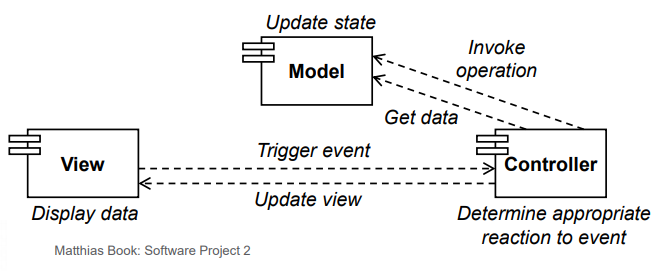 Update state
Model
Invoke
operation
Get data
View
Trigger event
Controller
Update view
Display data
Determine appropriate
reaction to event
Matthias Book: Software Project 2